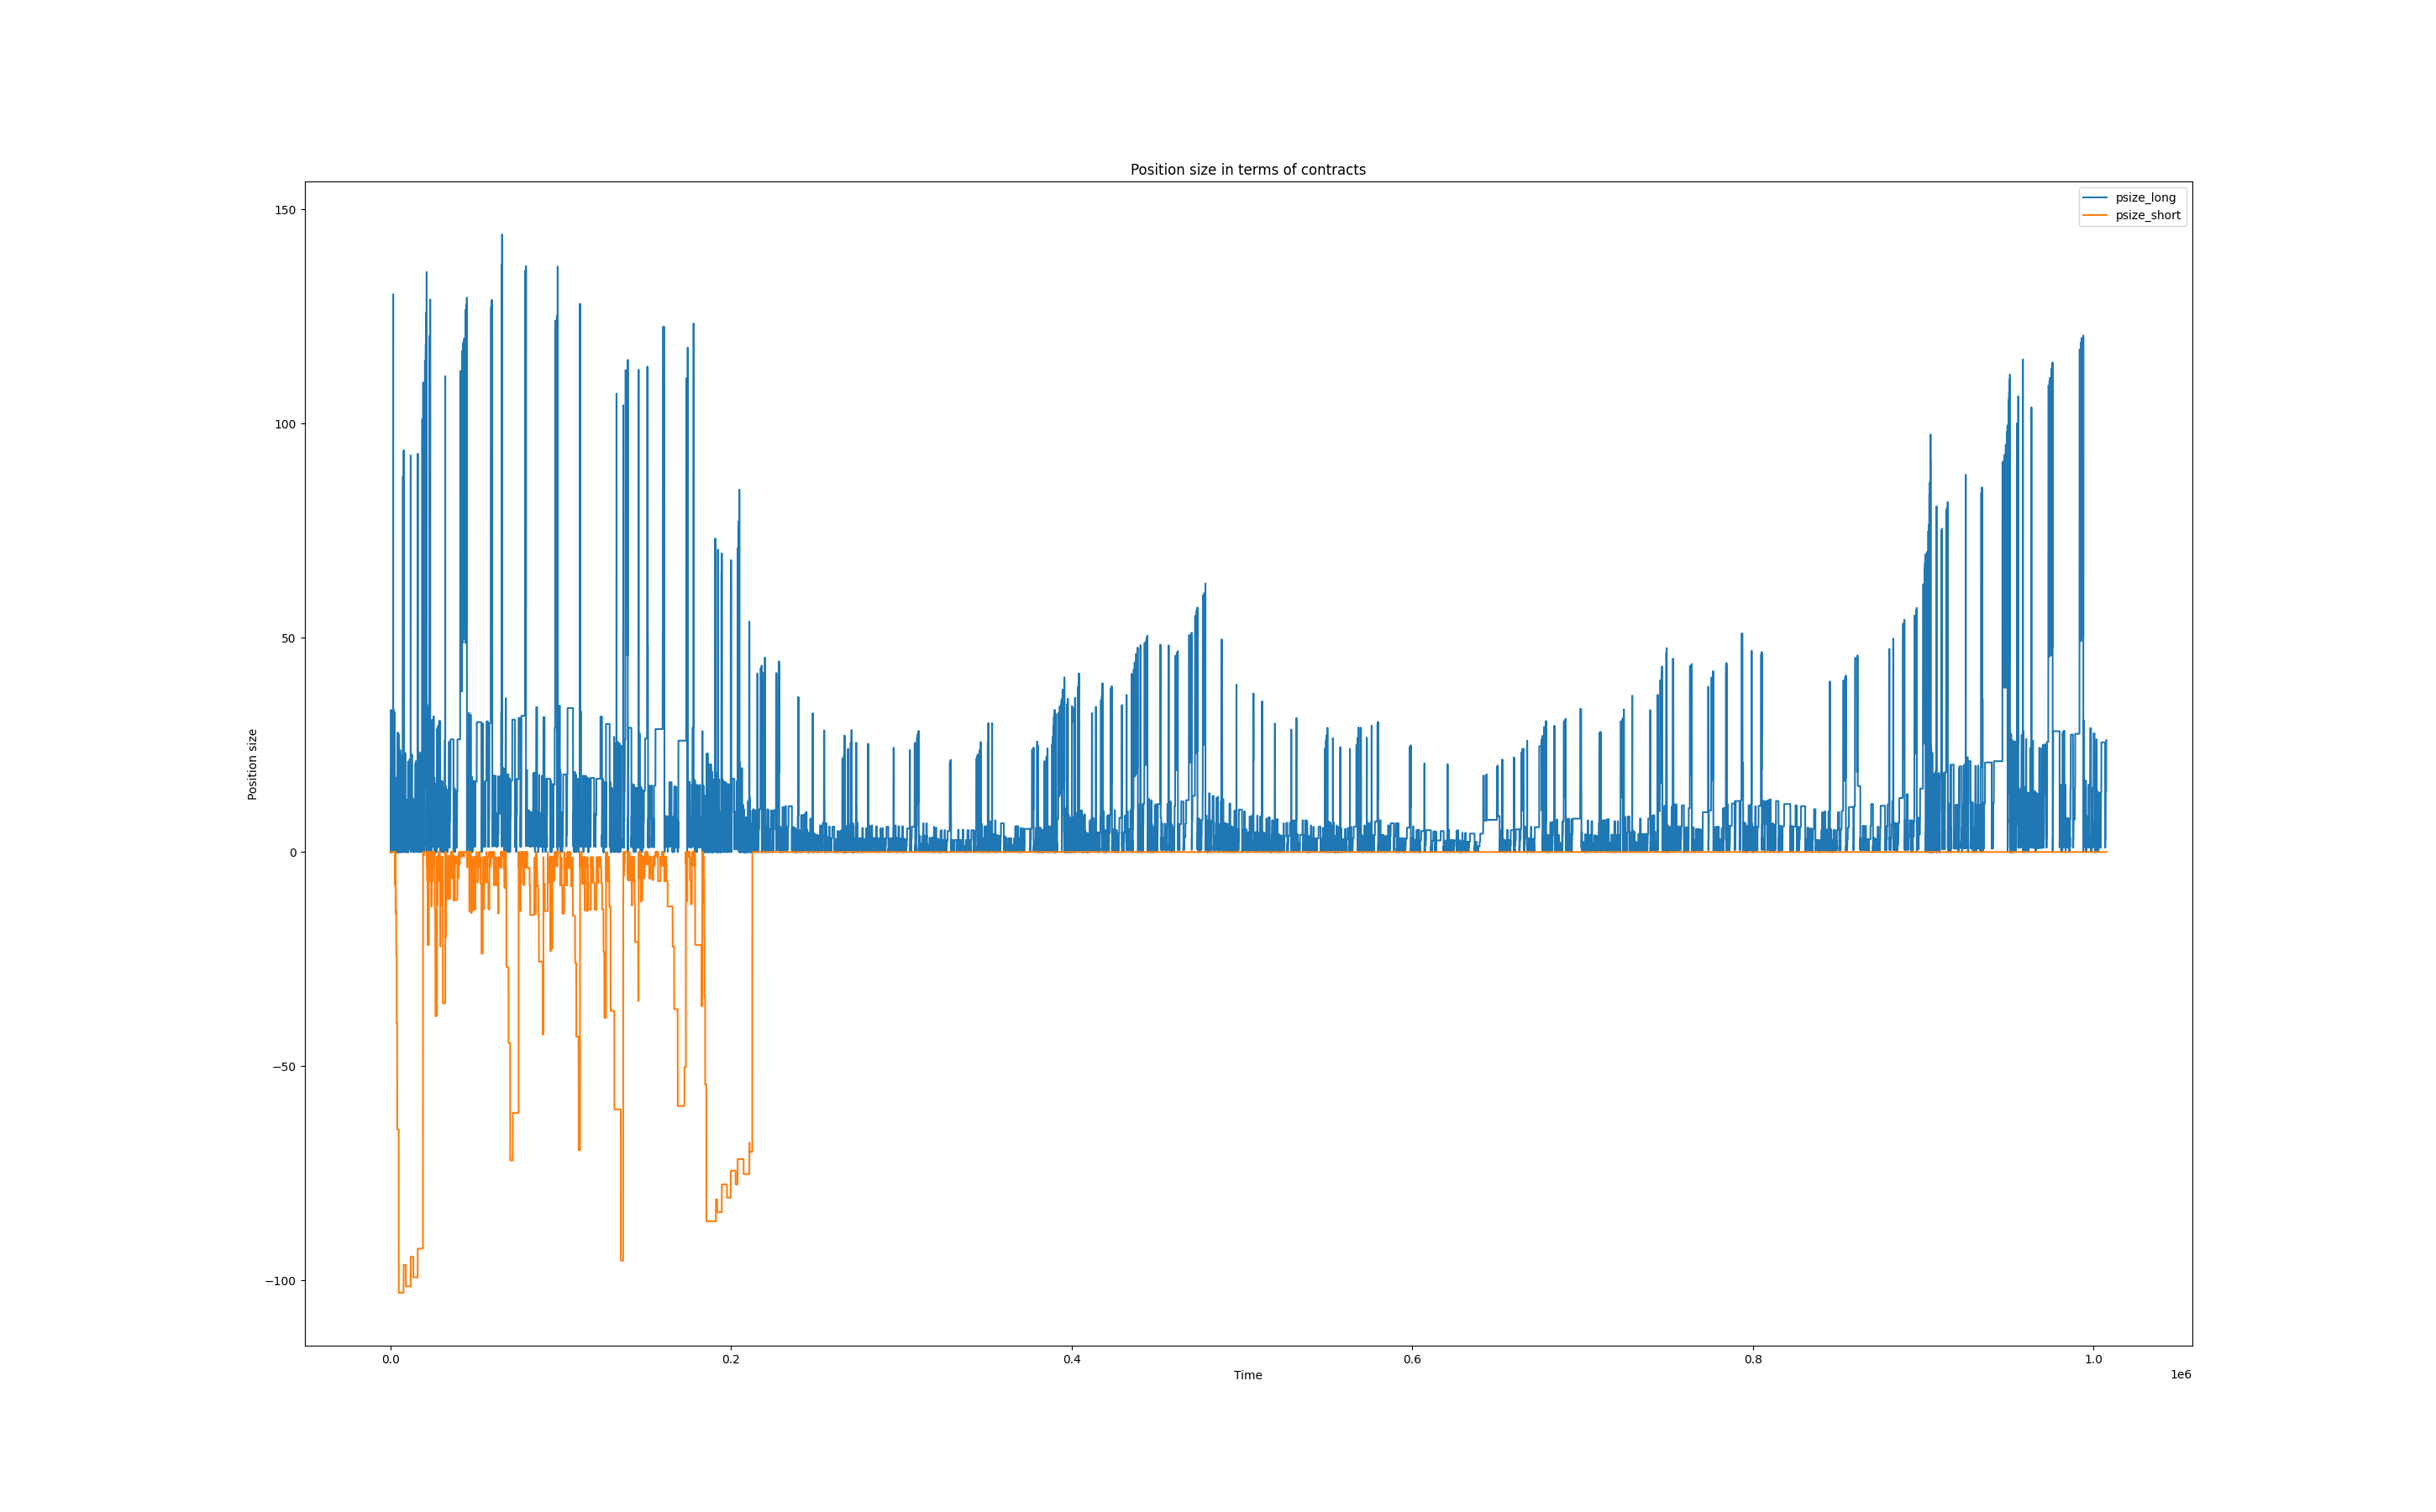 Position size in terms of contracts
psize_long
psize_short
Position size
150
100
50
0
−50
−100
0.0 0.2 0.4 0.6 0.8 1.0
Time
1e6